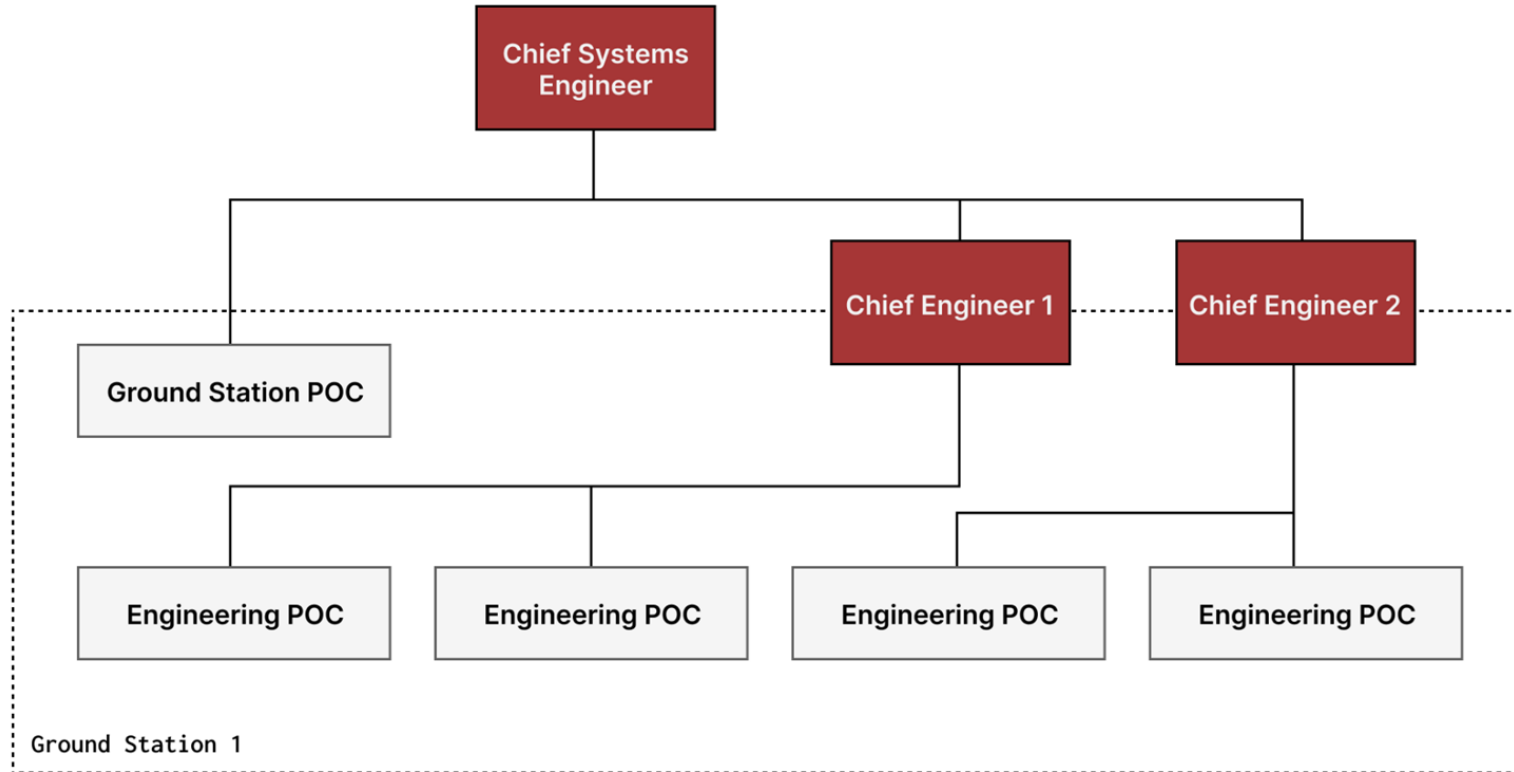 Chief Systems
Engineer
Chief Engineer 1
Chief Engineer 2
Ground Station POC
Engineering POC
Engineering POC
Engineering POC
Engineering POC
Ground Station 1